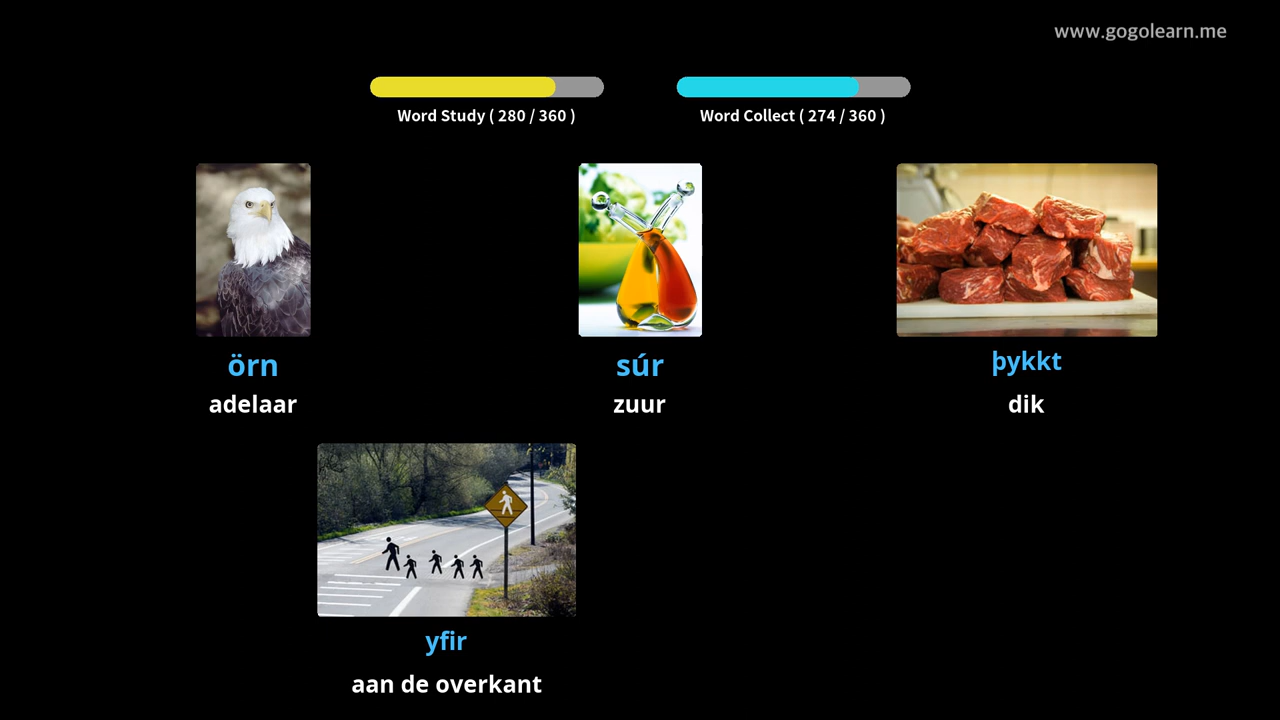 www.gogolearn.me
Word Study ( 280 / 360 )
Word Collect ( 274 / 360 )
örn
adelaar
súr
zuur
þykkt
dik
yfir
aan de overkant